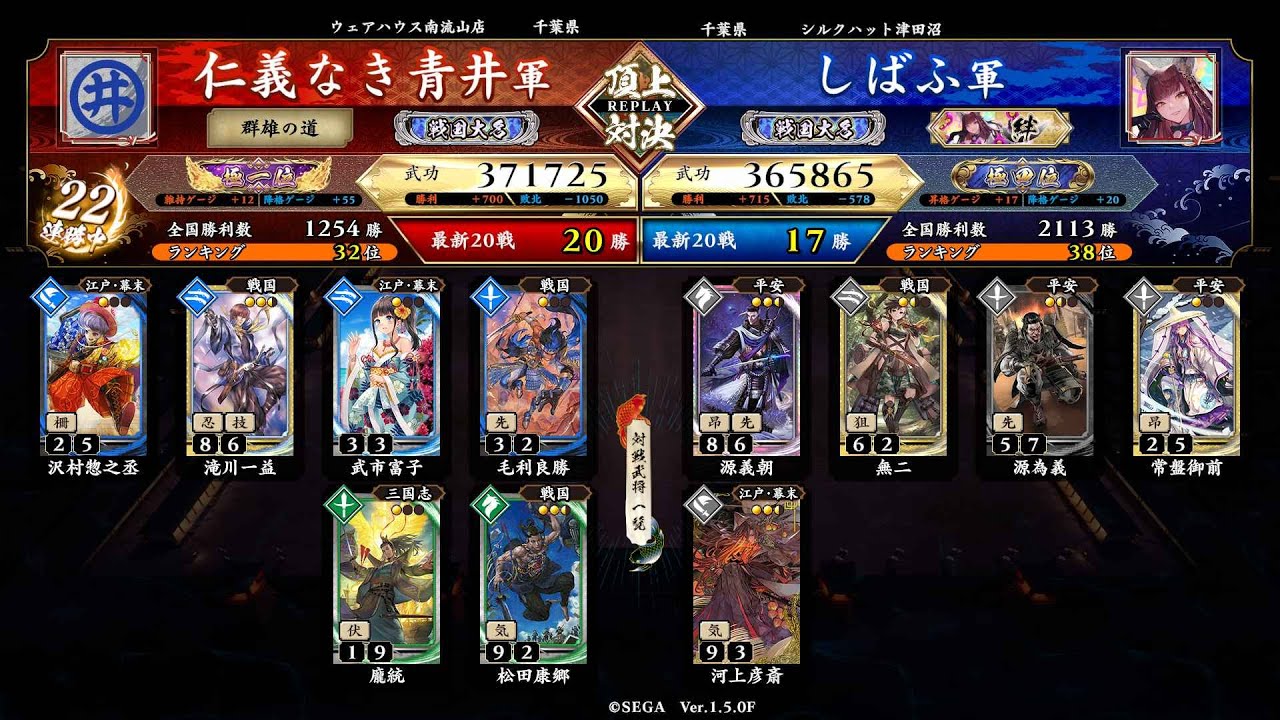 ウェアハウス南流山店 千葉県
千葉県 シルクハット津田沼
仁義なき青井軍
頂上
REPLAY
対決
しばふ軍
井
群雄の道
戦国大名
戦国大名
絆
22
連勝中
極一位
維持ゲージ +12 降格ゲージ +55
武功 371725
勝利 +700 敗北 -1050
武功 365865
勝利 +715 敗北 -578
極四位
昇格ゲージ +17 降格ゲージ +20
全国勝利数 1254勝
ランキング 32位
最新20戦 20勝
最新20戦 17勝
全国勝利数 2113勝
ランキング 38位
江戸・幕末
柵
2 5
沢村惣之丞
戦国
忍 技
8 6
滝川一益
江戸・幕末
3 3
武市富子
戦国
先
3 2
毛利良勝
対戦武将一覧
平安
昂 先
8 6
源義朝
戦国
狙
6 2
無二
平安
先
5 7
源為義
平安
昂
2 5
常盤御前
三国志
伏
1 9
龐統
戦国
気
9 2
松田康郷
江戸・幕末
気
9 3
河上彦斎
©SEGA Ver.1.5.0F